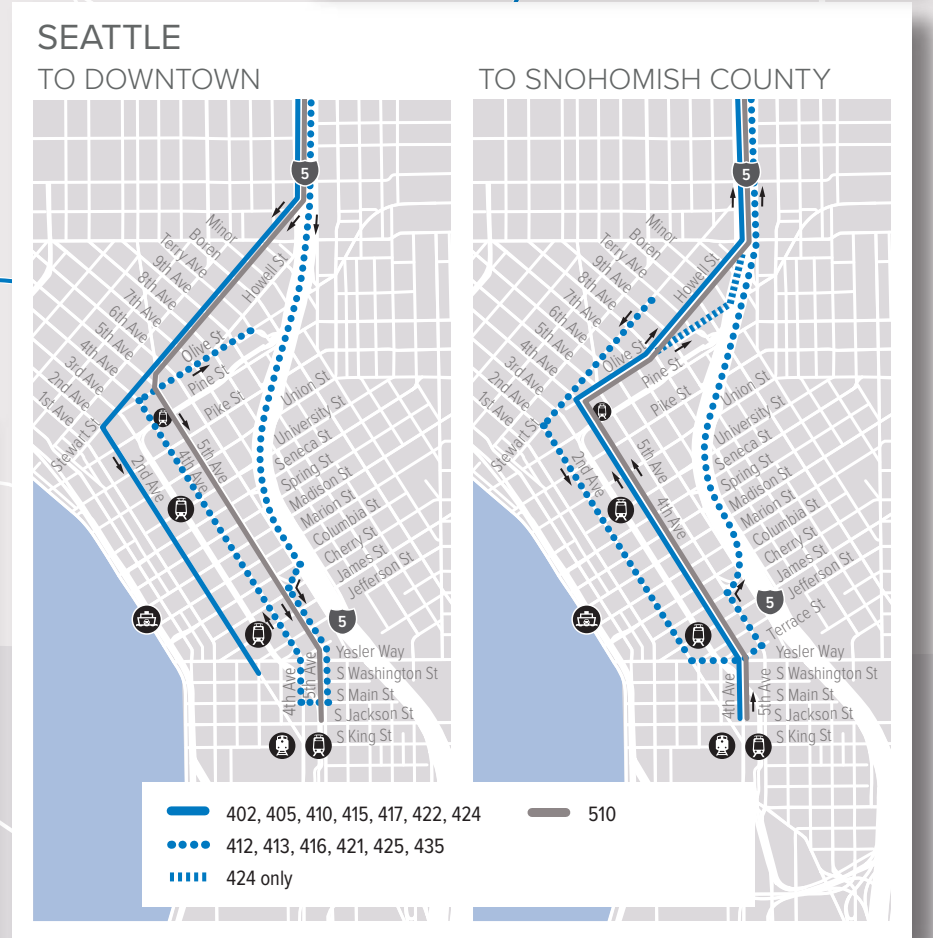 SEATTLE
TO DOWNTOWN
5
Minor
Boren
Terry Ave
9th Ave
8th Ave
7th Ave
6th Ave
5th Ave
4th Ave
3rd Ave
2nd Ave
1st Ave
Stewart St
Howell St
Olive St
Pine St
Pike St
Union St
University St
Seneca St
Spring St
Madison St
Marion St
Columbia St
Cherry St
James St
Jefferson St
2nd Ave
4th Ave
5th Ave
5
Yesler Way
S Washington St
S Main St
S Jackson St
S King St
4th Ave
5th Ave
TO SNOHOMISH COUNTY
5
Minor
Boren
Terry Ave
9th Ave
8th Ave
7th Ave
6th Ave
5th Ave
4th Ave
3rd Ave
2nd Ave
1st Ave
Stewart St
Howell St
Olive St
Pine St
Pike St
Union St
University St
Seneca St
Spring St
Madison St
Marion St
Columbia St
Cherry St
James St
Jefferson St
2nd Ave
5th Ave
4th Ave
5
Terrace St
Yesler Way
S Washington St
S Main St
S Jackson St
S King St
4th Ave
5th Ave
402, 405, 410, 415, 417, 422, 424
510
412, 413, 416, 421, 425, 435
424 only